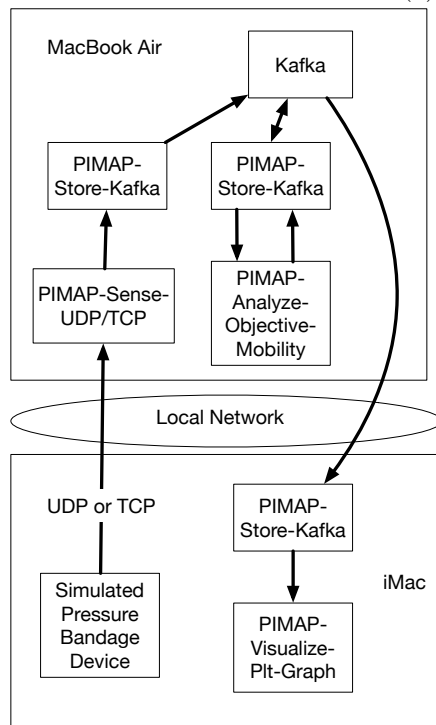 MacBook Air
Kafka
PIMAP-
Store-Kafka
PIMAP-
Store-Kafka
PIMAP-Sense-
UDP/TCP
PIMAP-
Analyze-
Objective-
Mobility
Local Network
UDP or TCP
PIMAP-
Store-Kafka
iMac
Simulated
Pressure
Bandage
Device
PIMAP-
Visualize-
Plt-Graph